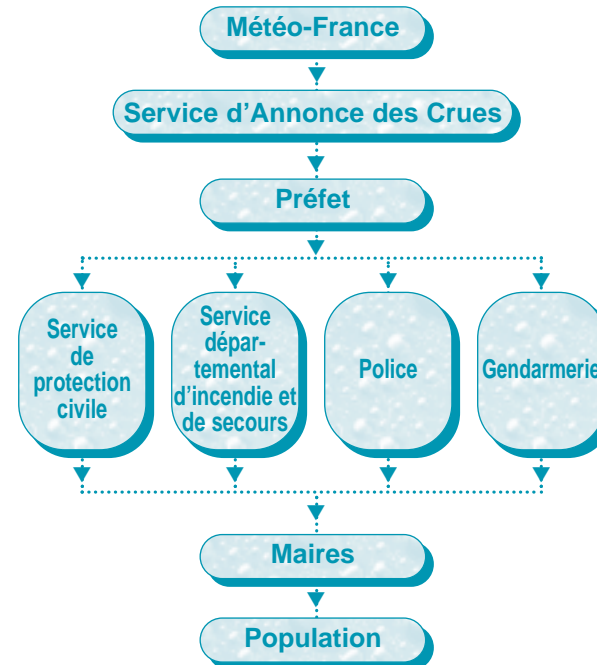 Météo-France
Service d’Annonce des Crues
Préfet
Service
de
protection
civile
Service
dépar-
temental
d’incendie et
de secours
Police
Gendarmerie
Maires
Population